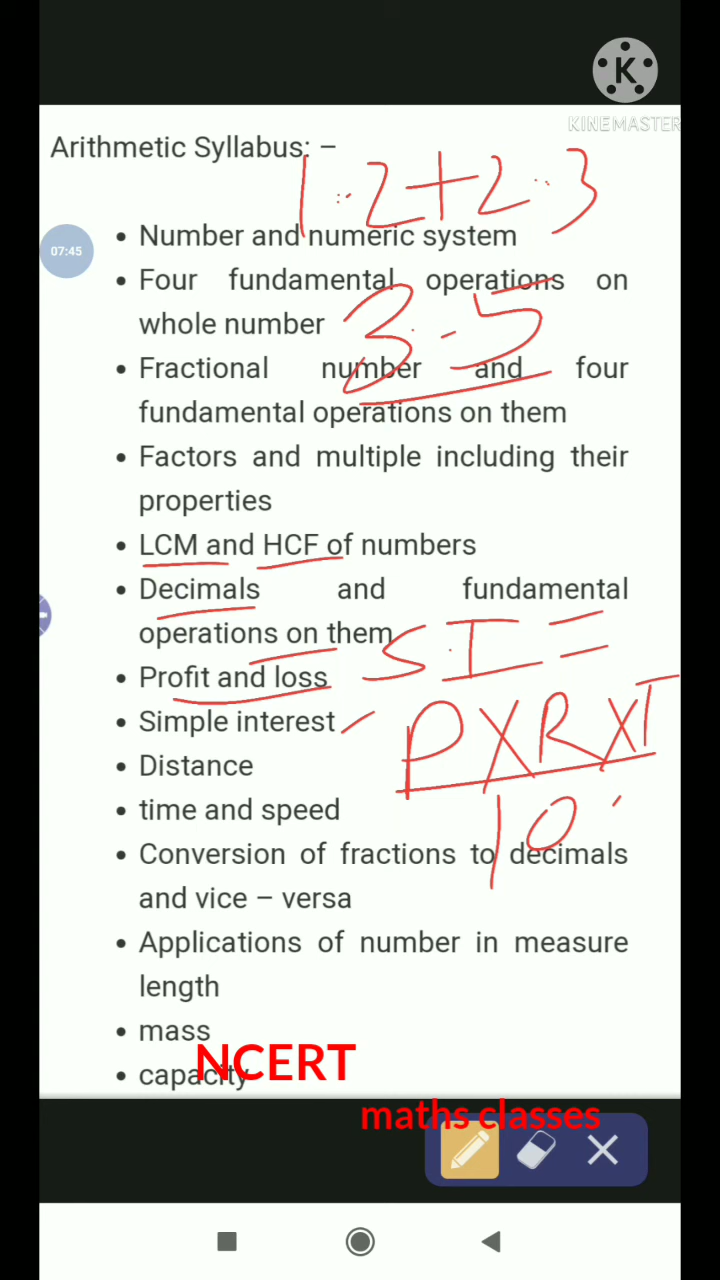 KINEMASTER
Arithmetic Syllabus: –
1.2+2.3
07:45
• Number and numeric system
• Four fundamental operations on
whole number
3.5
• Fractional number and four
fundamental operations on them
• Factors and multiple including their
properties
• LCM and HCF of numbers
• Decimals and fundamental
operations on them
SI =
• Profit and loss
• Simple interest
PXRXT
• Distance
• time and speed
10
• Conversion of fractions to decimals
and vice – versa
• Applications of number in measure
length
• mass
NCERT
• capacity
maths classes